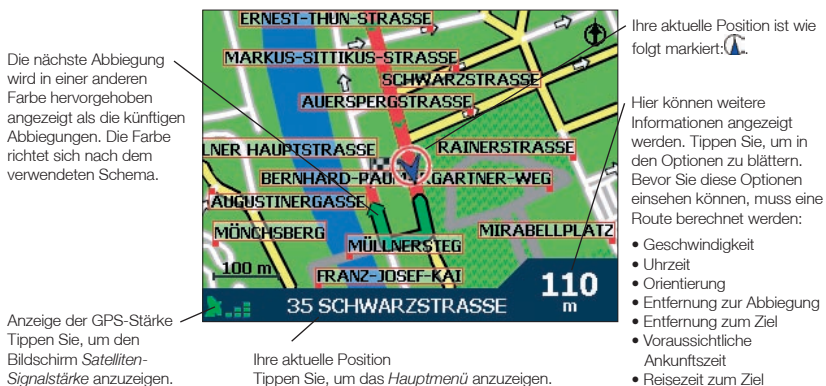 Die nächste Abbiegung
wird in einer anderen
Farbe hervorgehoben
angezeigt als die künftigen
Abbiegungen. Die Farbe
richtet sich nach dem
verwendeten Schema.
Anzeige der GPS-Stärke
Tippen Sie, um den
Bildschirm Satelliten-
Signalstärke anzuzeigen.
ERNEST-THUN-STRASSE
MARKUS-SITTIKUS-STRASSE
SCHWARZSTRASSE
AUERSPERGSTRASSE
LNER HAUPTSTRASSE
RAINERSTRASSE
BERNHARD-PAU GARTNER-WEG
AUGUSTINERGASSE
MÖNCHSBERG
MIRABELLPLATZ
MÜLLNERSTEG
100 m
FRANZ-JOSEF-KAI
110
m
35 SCHWARZSTRASSE
Ihre aktuelle Position
Tippen Sie, um das Hauptmenü anzuzeigen.
Ihre aktuelle Position ist wie
folgt markiert: .
Hier können weitere
Informationen angezeigt
werden. Tippen Sie, um in
den Optionen zu blättern.
Bevor Sie diese Optionen
einsehen können, muss eine
Route berechnet werden:
• Geschwindigkeit
• Uhrzeit
• Orientierung
• Entfernung zur Abbiegung
• Entfernung zum Ziel
• Voraussichtliche
Ankunftszeit
• Reisezeit zum Ziel